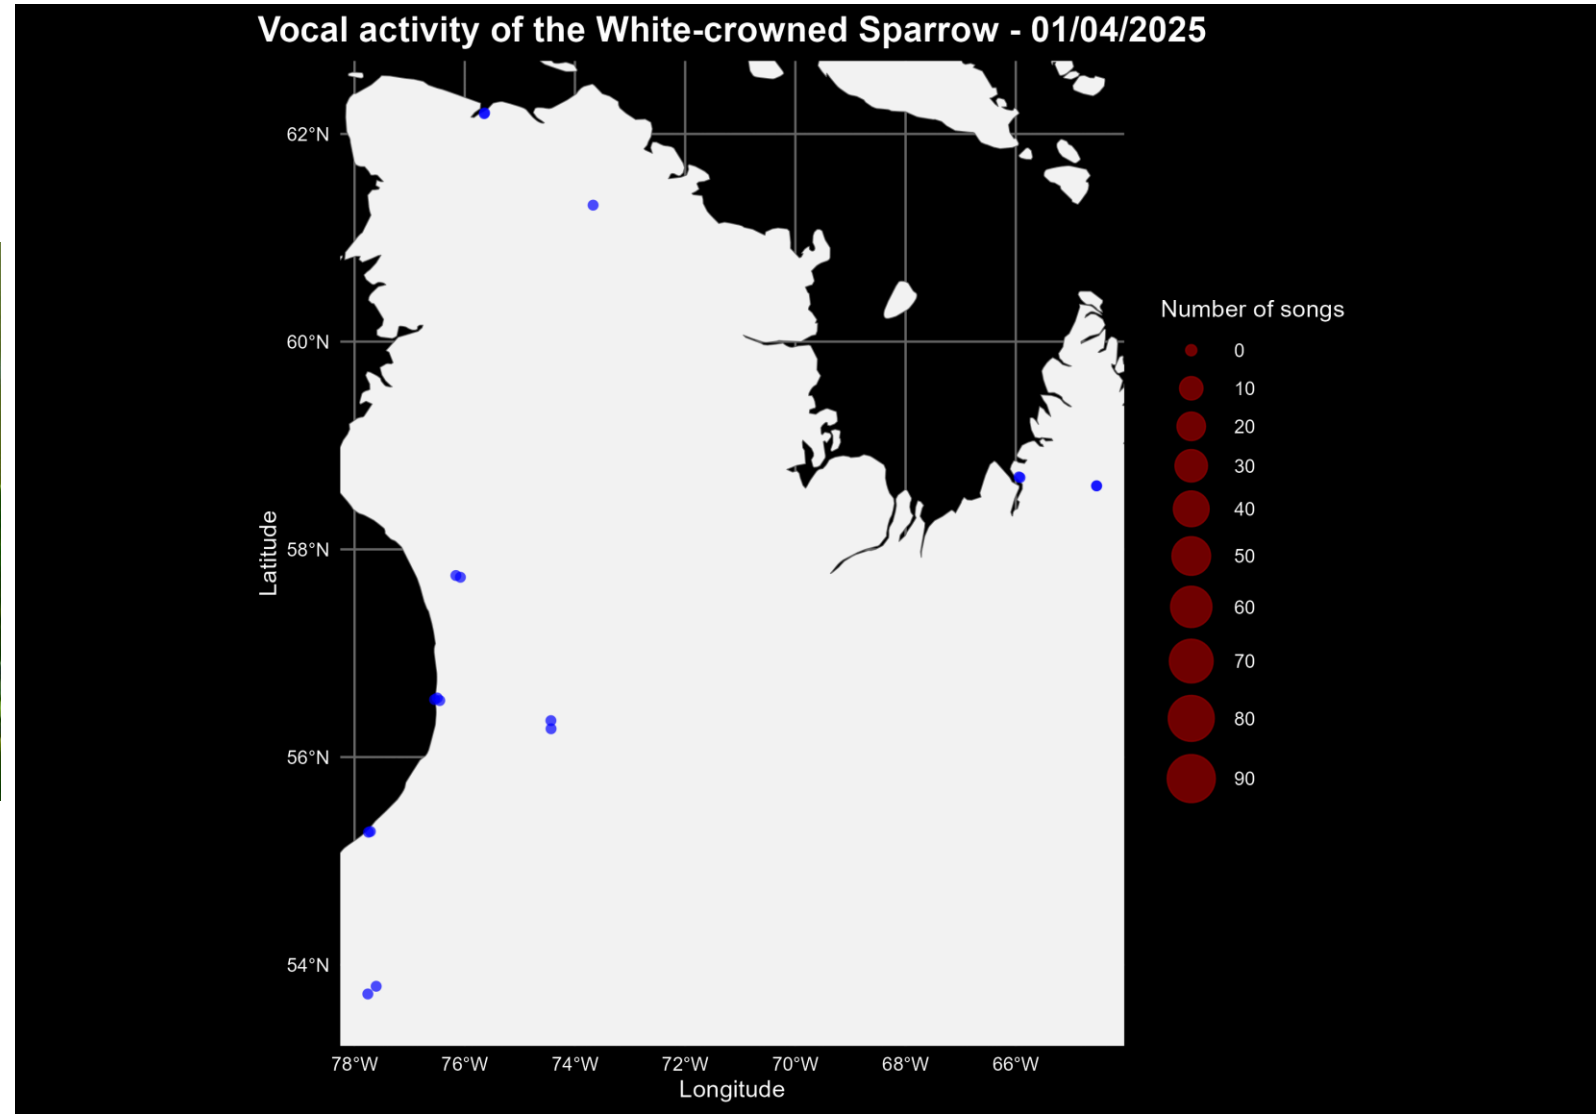 Vocal activity of the White-crowned Sparrow - 01/04/2025
62°N
60°N
58°N
56°N
54°N
Latitude
78°W 76°W 74°W 72°W 70°W 68°W 66°W
Longitude
Number of songs
0
10
20
30
40
50
60
70
80
90